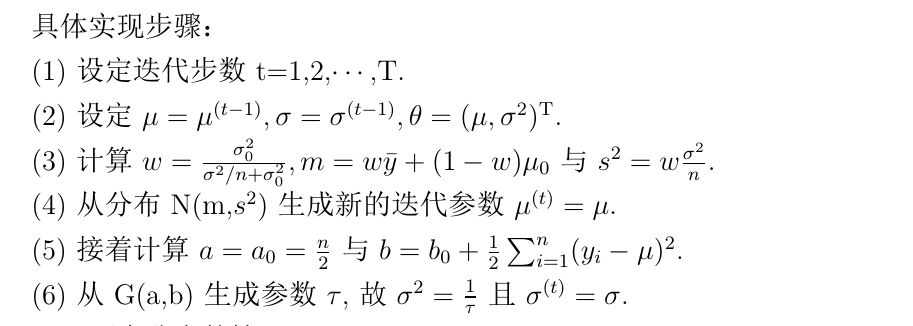 具体实现步骤:
(1) 设定迭代步数 t=1,2,⋯,T.
(2) 设定 $\mu = \mu^{(t-1)}, \sigma = \sigma^{(t-1)}, \theta = (\mu, \sigma^2)^{\mathrm{T}}$.
(3) 计算 $w = \frac{\sigma_0^2}{\sigma^2/n+\sigma_0^2}, m = w\bar{y} + (1-w)\mu_0$ 与 $s^2 = w\frac{\sigma^2}{n}$.
(4) 从分布 N(m,$s^2$) 生成新的迭代参数 $\mu^{(t)} = \mu$.
(5) 接着计算 $a = a_0 = \frac{n}{2}$ 与 $b = b_0 + \frac{1}{2}\sum_{i=1}^{n}(y_i - \mu)^2$.
(6) 从 G(a,b) 生成参数 $\tau$, 故 $\sigma^2 = \frac{1}{\tau}$ 且 $\sigma^{(t)} = \sigma$.